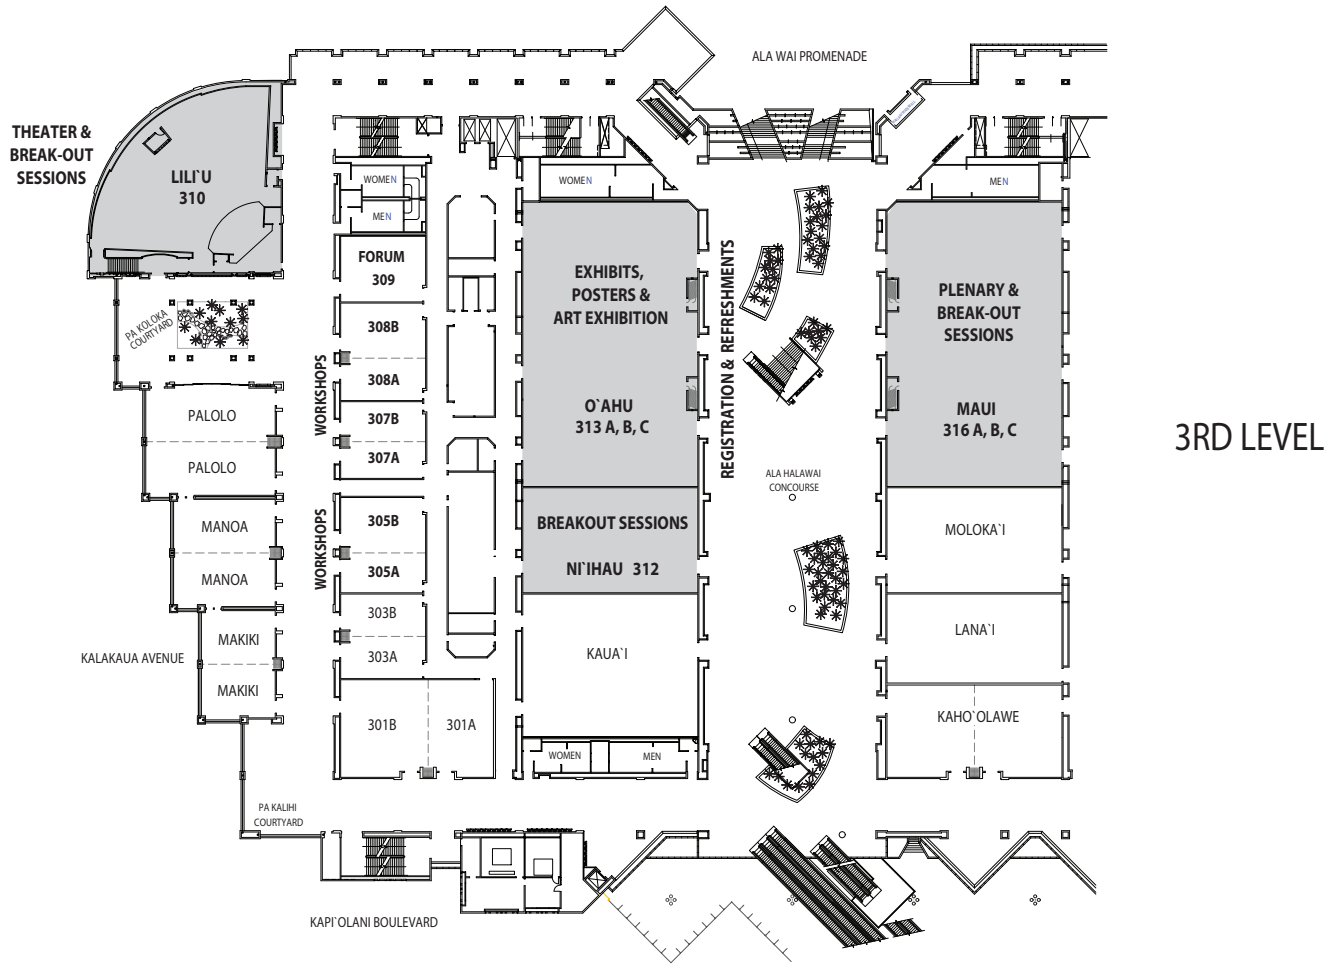 ALA WAI PROMENADE
THEATER &
BREAK-OUT
SESSIONS
LILI`U
310
WOMEN
MEN
WOMEN
MEN
FORUM
309
EXHIBITS,
POSTERS &
ART EXHIBITION
O`AHU
313 A, B, C
REGISTRATION & REFRESHMENTS
PLENARY &
BREAK-OUT
SESSIONS
MAUI
316 A, B, C
3RD LEVEL
PA KOLOKA
COURTYARD
308B
308A
WORKSHOPS
307B
307A
PALOLO
PALOLO
ALA HALAWAI
CONCOURSE
MANOA
MANOA
WORKSHOPS
305B
305A
BREAKOUT SESSIONS
NI`IHAU 312
MOLOKA`I
303B
303A
MAKIKI
MAKIKI
KALAKAUA AVENUE
KAUA`I
LANA`I
301B
301A
KAHO`OLAWE
WOMEN
MEN
PA KALIHI
COURTYARD
KAPI`OLANI BOULEVARD